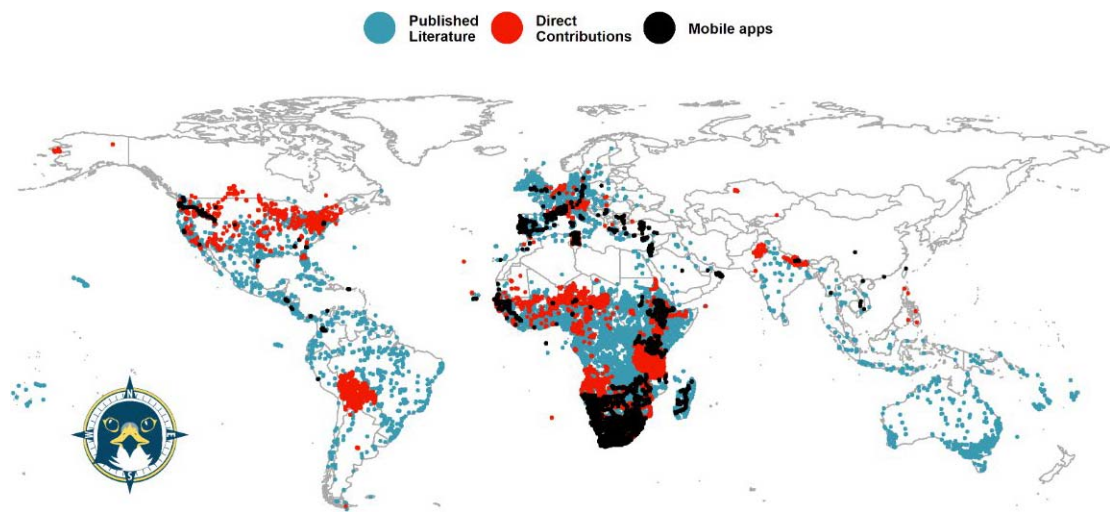 Published
Literature
Direct
Contributions
Mobile apps
N
W
E
S